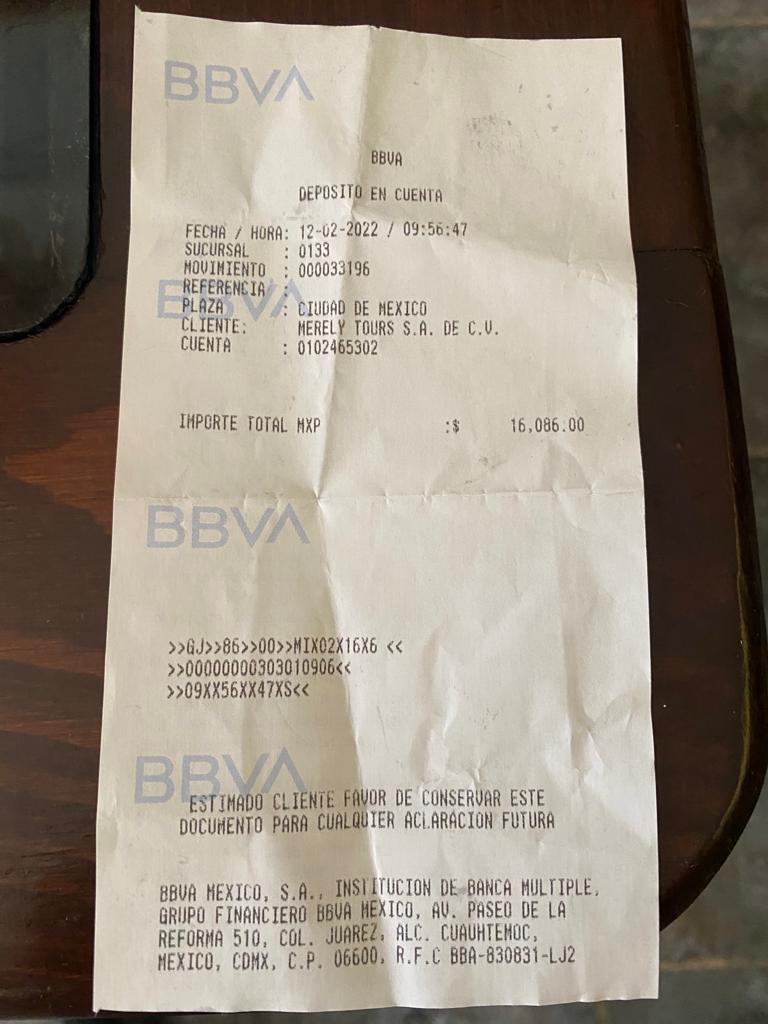 BBVA
BBVA
DEPOSITO EN CUENTA
FECHA / HORA: 12-02-2022 / 09:56:47
SUCURSAL : 0133
MOVIMIENTO : 000033196
REFERENCIA :
BBVA
PLAZA : CIUDAD DE MEXICO
CLIENTE: MERELY TOURS S.A. DE C.V.
CUENTA : 0102465302
IMPORTE TOTAL MXP :$ 16,086.00
BBVA
>>GJ>>86>>00>>MIX02X16X6 <<
>>00000000303010906<<
>>09XX56XX47XS<<
BBVA
ESTIMADO CLIENTE FAVOR DE CONSERVAR ESTE
DOCUMENTO PARA CUALQUIER ACLARACION FUTURA
BBVA MEXICO, S.A., INSTITUCION DE BANCA MULTIPLE,
GRUPO FINANCIERO BBVA MEXICO, AV. PASEO DE LA
REFORMA 510, COL. JUAREZ, ALC. CUAUHTEMOC,
MEXICO, CDMX, C.P. 06600, R.F.C BBA-830831-LJ2